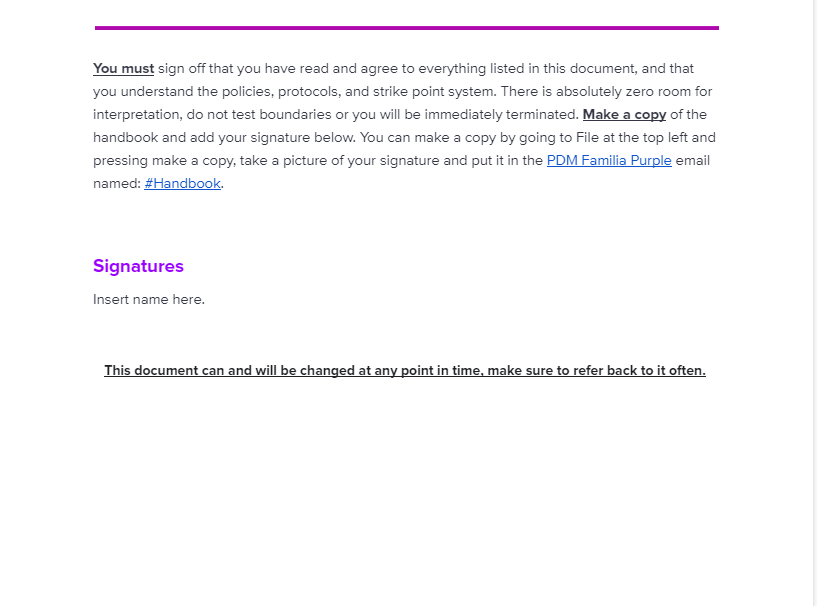 You must sign off that you have read and agree to everything listed in this document, and that
you understand the policies, protocols, and strike point system. There is absolutely zero room for
interpretation, do not test boundaries or you will be immediately terminated. Make a copy of the
handbook and add your signature below. You can make a copy by going to File at the top left and
pressing make a copy, take a picture of your signature and put it in the PDM Familia Purple email
named: #Handbook.
Signatures
Insert name here.
This document can and will be changed at any point in time, make sure to refer back to it often.